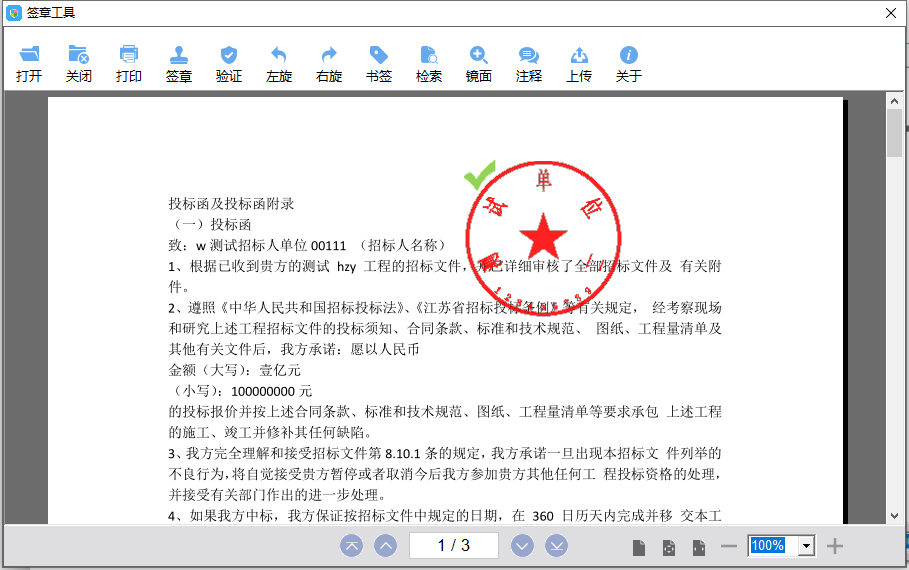 签章工具
打开 关闭 打印 签章 验证 左旋 右旋 书签 检索 镜面 注释 上传 关于
测试单位一
投标函及投标函附录
（一）投标函
致：w 测试招标人单位 00111 （招标人名称）
1、根据已收到贵方的测试 hzy 工程的招标文件，并已详细审核了全部招标文件及 有关附
件。
2、遵照《中华人民共和国招标投标法》、《江苏省招标投标条例》等有关规定， 经考察现场
和研究上述工程招标文件的投标须知、合同条款、标准和技术规范、 图纸、工程量清单及
其他有关文件后，我方承诺：愿以人民币
金额（大写）：壹亿元
（小写）：100000000 元
的投标报价并按上述合同条款、标准和技术规范、图纸、工程量清单等要求承包 上述工程
的施工、竣工并修补其任何缺陷。
3、我方完全理解和接受招标文件第 8.10.1 条的规定，我方承诺一旦出现本招标文 件列举的
不良行为，将自觉接受贵方暂停或者取消今后我方参加贵方其他任何工 程投标资格的处理，
并接受有关部门作出的进一步处理。
4、如果我方中标，我方保证按招标文件中规定的日期，在 360 日历天内完成并移 交本工
1 / 3
100%